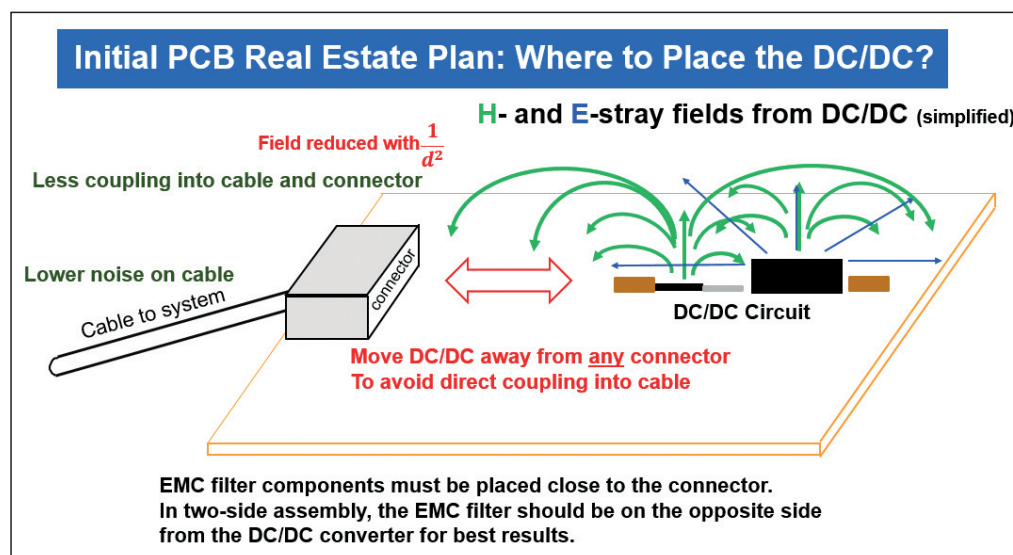 Initial PCB Real Estate Plan: Where to Place the DC/DC?
H- and E-stray fields from DC/DC (simplified)
Field reduced with 1/d²
Less coupling into cable and connector
Lower noise on cable
Cable to system
connector
DC/DC Circuit
Move DC/DC away from any connector
To avoid direct coupling into cable
EMC filter components must be placed close to the connector.
In two-side assembly, the EMC filter should be on the opposite side
from the DC/DC converter for best results.